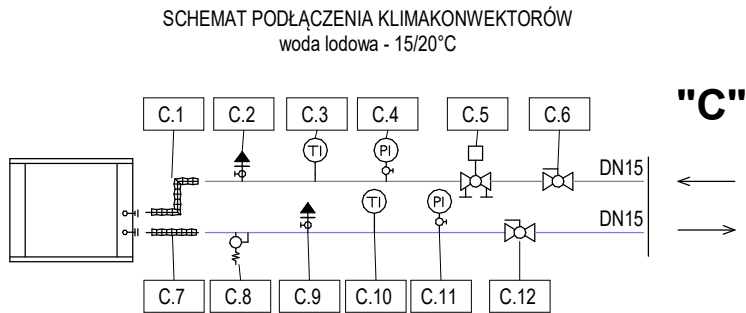 SCHEMAT PODŁĄCZENIA KLIMAKONWEKTORÓW
woda lodowa - 15/20°C
"C"
C.1 C.2 C.3 C.4 C.5 C.6
TI PI
DN15
TI PI
DN15
C.7 C.8 C.9 C.10 C.11 C.12